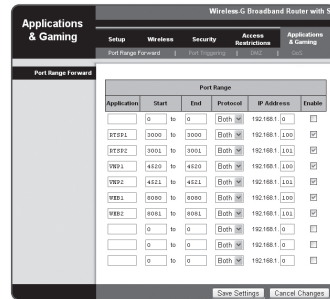 Wireless-G Broadband Router with S
Applications & Gaming
Setup Wireless Security Access Restrictions Applications & Gaming
Port Range Forward | Port Triggering | DMZ | QoS
Port Range Forward
Port Range
Application Start End Protocol IP Address Enable
0 to 0 Both 192.168.1. 0
RTSP1 3000 to 3000 Both 192.168.1. 100
RTSP2 3001 to 3001 Both 192.168.1. 101
VNP1 4520 to 4520 Both 192.168.1. 100
VNP2 4521 to 4521 Both 192.168.1. 101
WEB1 8080 to 8080 Both 192.168.1. 100
WEB2 8081 to 8081 Both 192.168.1. 101
0 to 0 Both 192.168.1. 0
0 to 0 Both 192.168.1. 0
0 to 0 Both 192.168.1. 0
Save Settings Cancel Changes